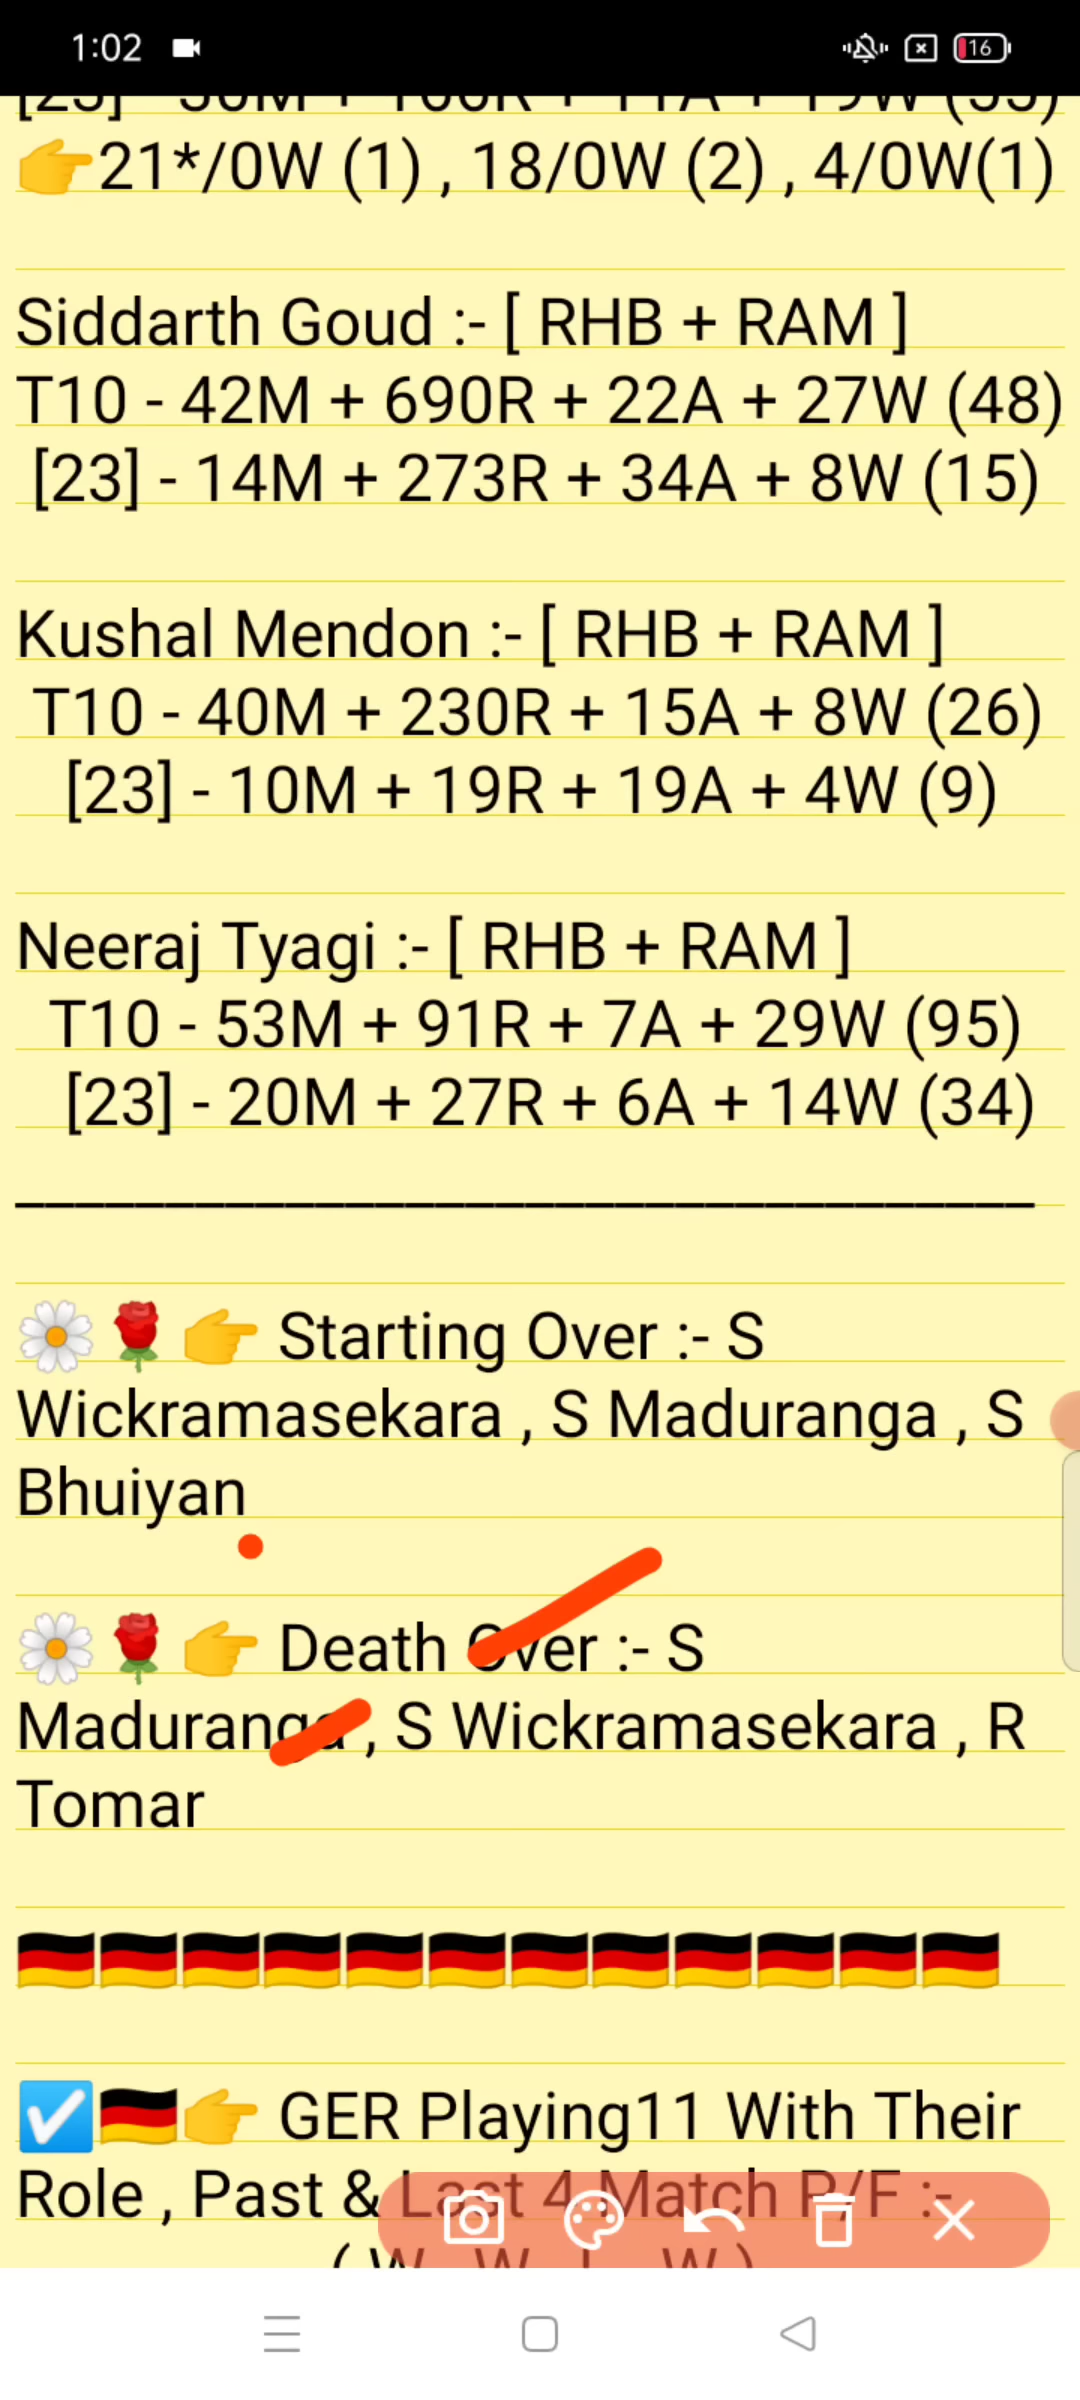 1:02
16
👉21*/0W (1) , 18/0W (2) , 4/0W(1)
Siddarth Goud :- [ RHB + RAM ]
T10 - 42M + 690R + 22A + 27W (48)
[23] - 14M + 273R + 34A + 8W (15)
Kushal Mendon :- [ RHB + RAM ]
T10 - 40M + 230R + 15A + 8W (26)
[23] - 10M + 19R + 19A + 4W (9)
Neeraj Tyagi :- [ RHB + RAM ]
T10 - 53M + 91R + 7A + 29W (95)
[23] - 20M + 27R + 6A + 14W (34)
🌼🌹👉 Starting Over :- S
Wickramasekara , S Maduranga , S
Bhuiyan
🌼🌹👉 Death Over :- S
Maduranga , S Wickramasekara , R
Tomar
🇩🇪🇩🇪🇩🇪🇩🇪🇩🇪🇩🇪🇩🇪🇩🇪🇩🇪🇩🇪🇩🇪🇩🇪
☑️🇩🇪👉 GER Playing11 With Their
Role , Past & Last 4 Match P/F :-
( W , W , L , W )